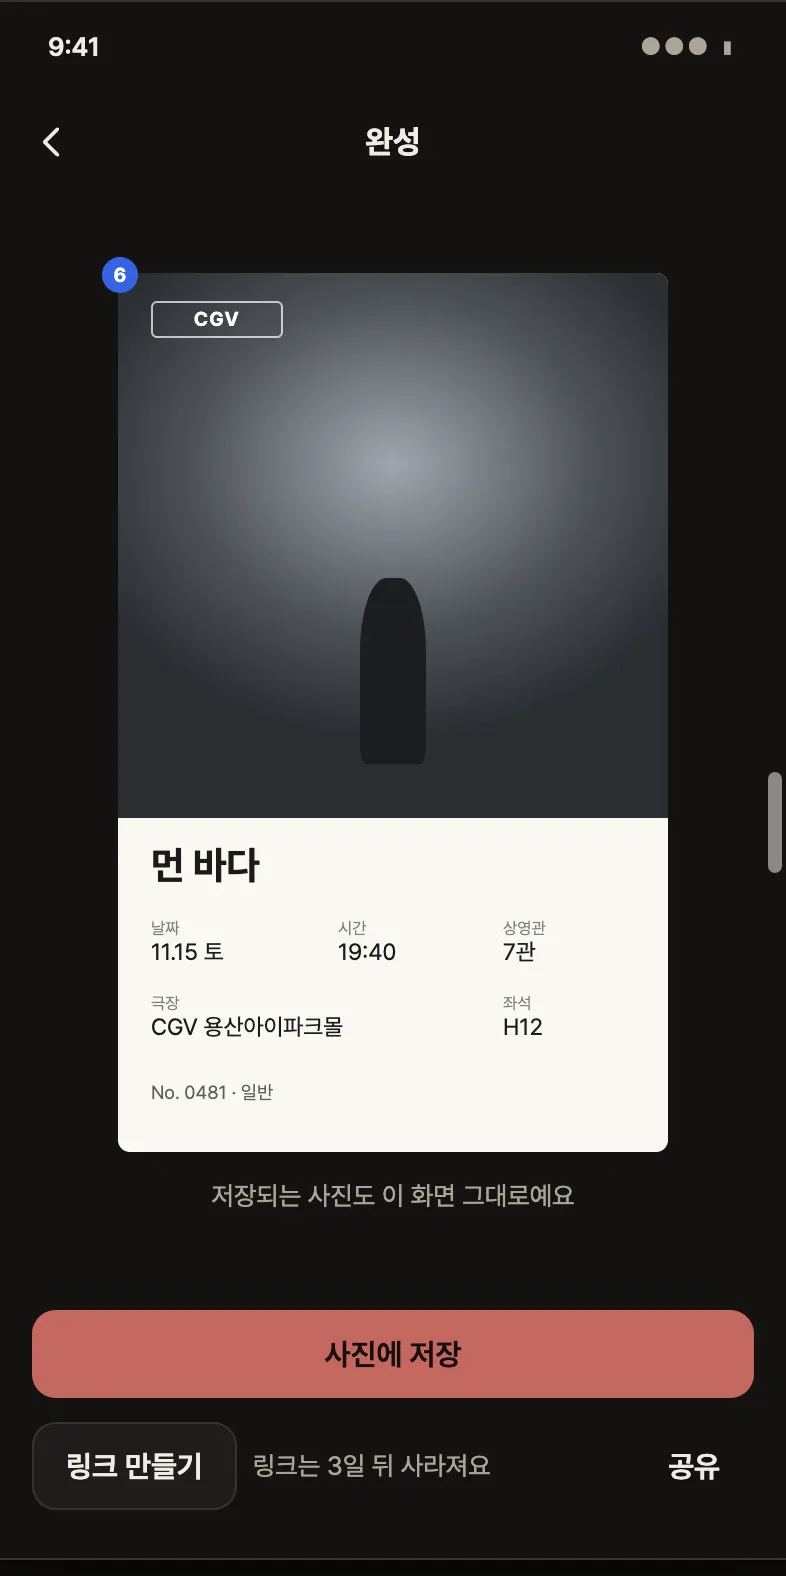 9:41
완성
6
CGV
먼 바다
날짜 시간 상영관
11.15 토 19:40 7관
극장 좌석
CGV 용산아이파크몰 H12
No. 0481 · 일반
저장되는 사진도 이 화면 그대로예요
사진에 저장
링크 만들기 링크는 3일 뒤 사라져요 공유